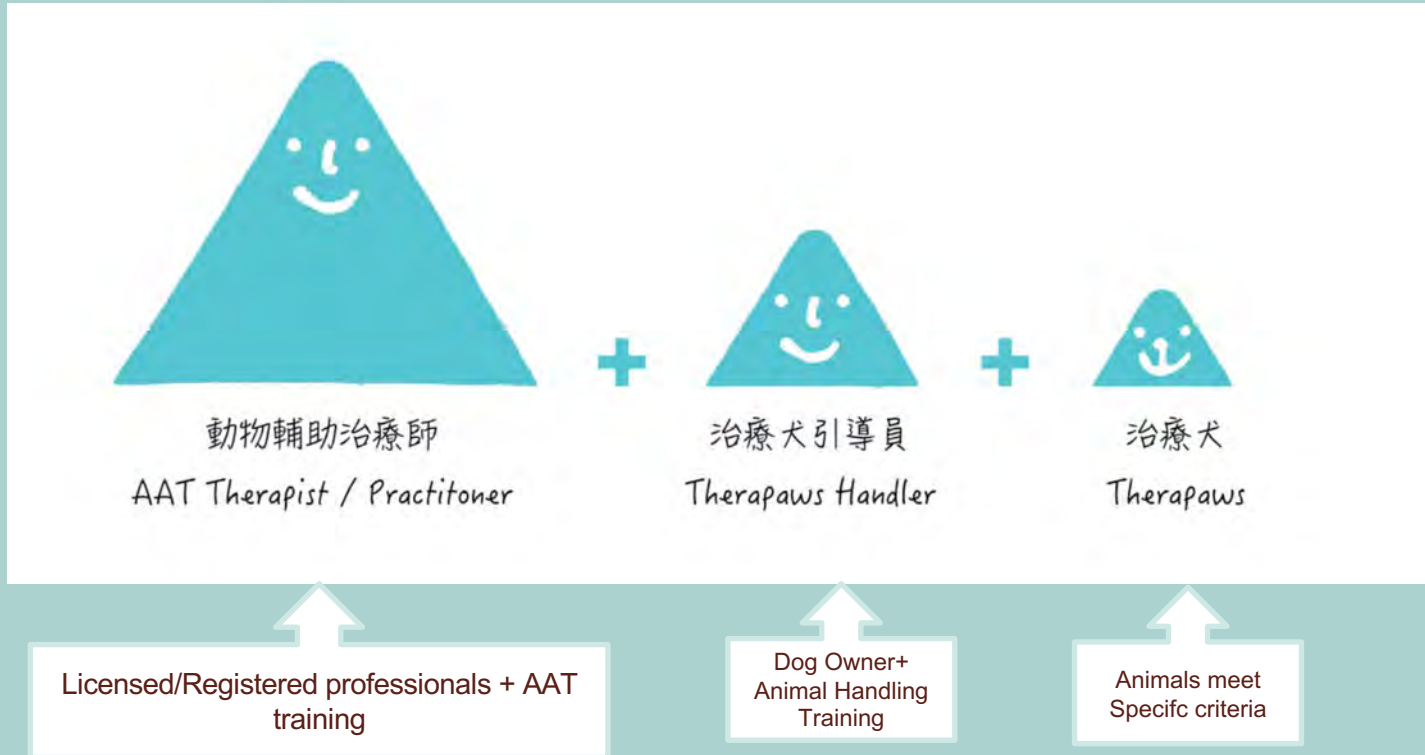 動物輔助治療師
AAT Therapist / Practitoner
治療犬引導員
Therapaws Handler
治療犬
Therapaws
Licensed/Registered professionals + AAT
training
Dog Owner+
Animal Handling
Training
Animals meet
Specifc criteria